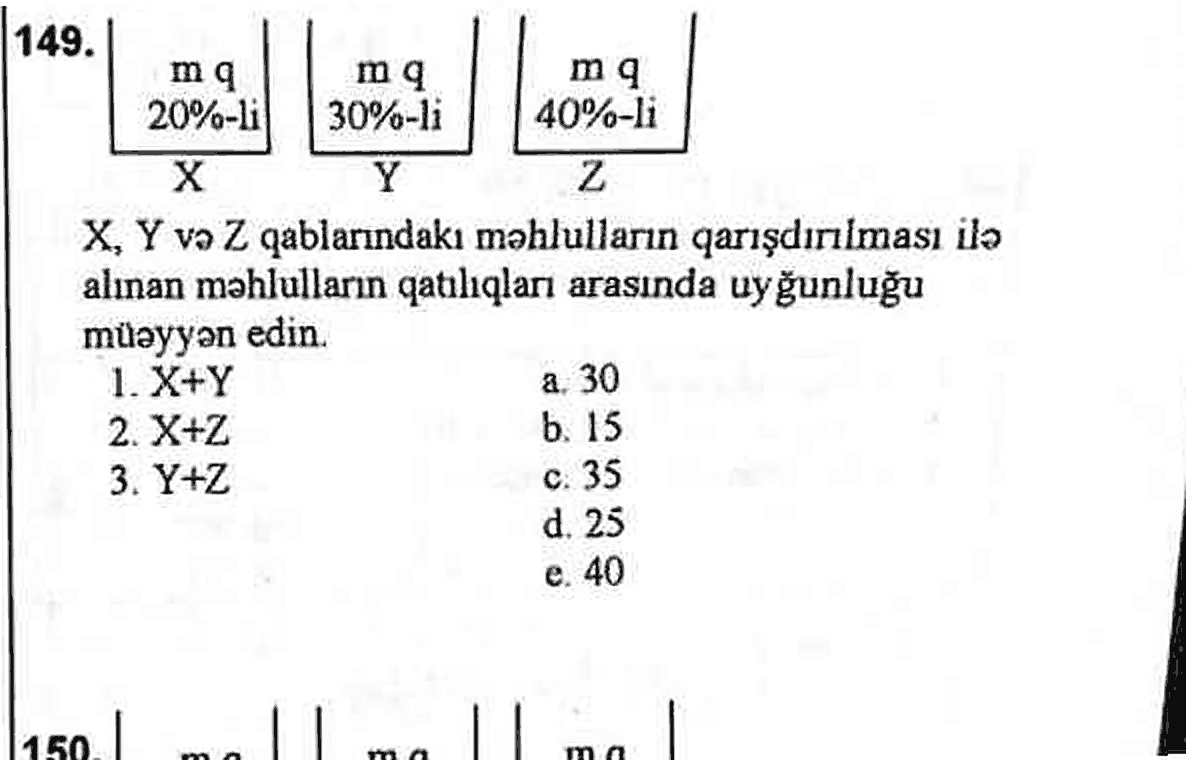 149.
m q m q m q
20%-li 30%-li 40%-li
X Y Z
X, Y və Z qablarındakı məhlulların qarışdırılması ilə
alınan məhlulların qatılıqları arasında uyğunluğu
müəyyən edin.
1. X+Y a. 30
2. X+Z b. 15
3. Y+Z c. 35
d. 25
e. 40
150. m q m q m q